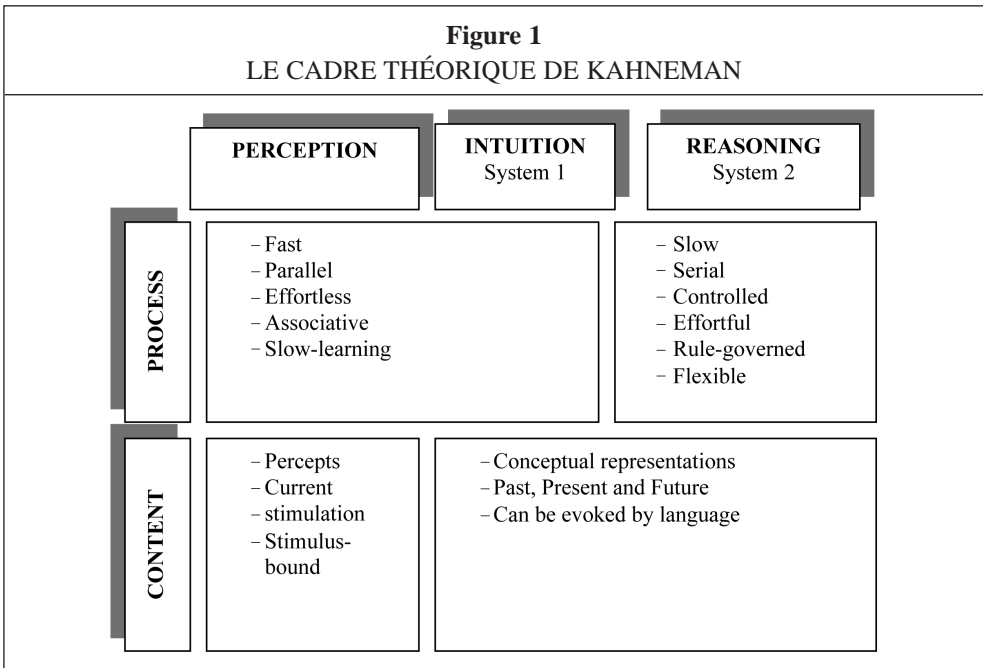 Figure 1
LE CADRE THÉORIQUE DE KAHNEMAN
PERCEPTION
INTUITION
System 1
REASONING
System 2
PROCESS
– Fast
– Parallel
– Effortless
– Associative
– Slow-learning
– Slow
– Serial
– Controlled
– Effortful
– Rule-governed
– Flexible
CONTENT
– Percepts
– Current
– stimulation
– Stimulus-
bound
– Conceptual representations
– Past, Present and Future
– Can be evoked by language